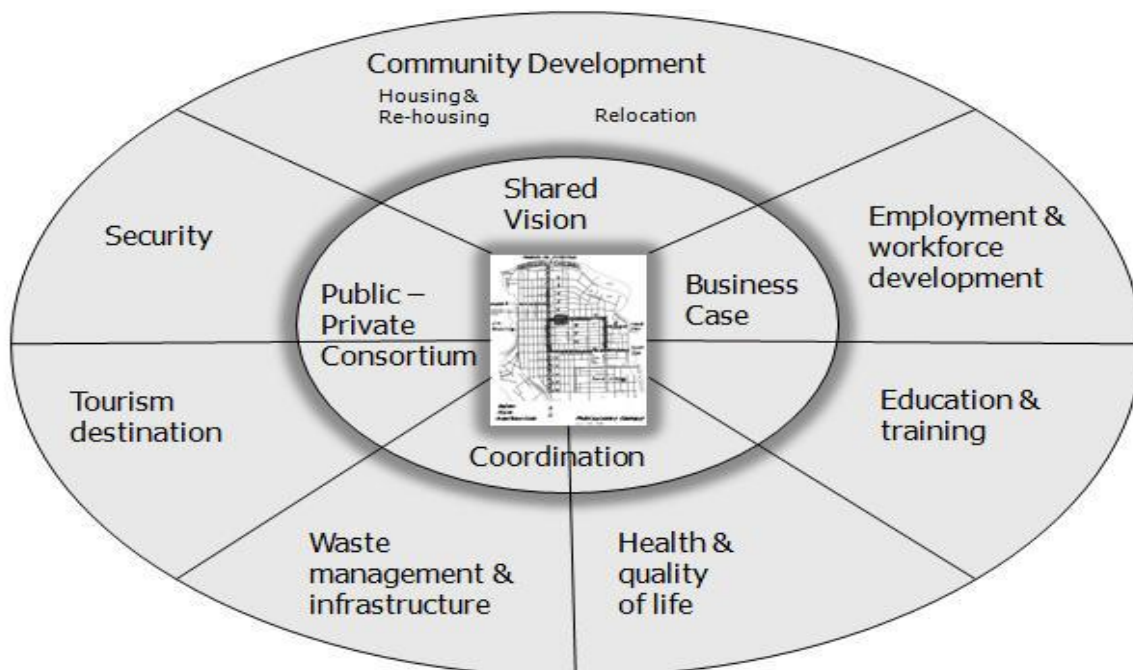 Community Development
Housing &
Re-housing
Relocation
Shared
Vision
Security
Employment &
workforce
development
Public –
Private
Consortium
Business
Case
Tourism
destination
Education &
training
Coordination
Waste
management &
infrastructure
Health &
quality
of life